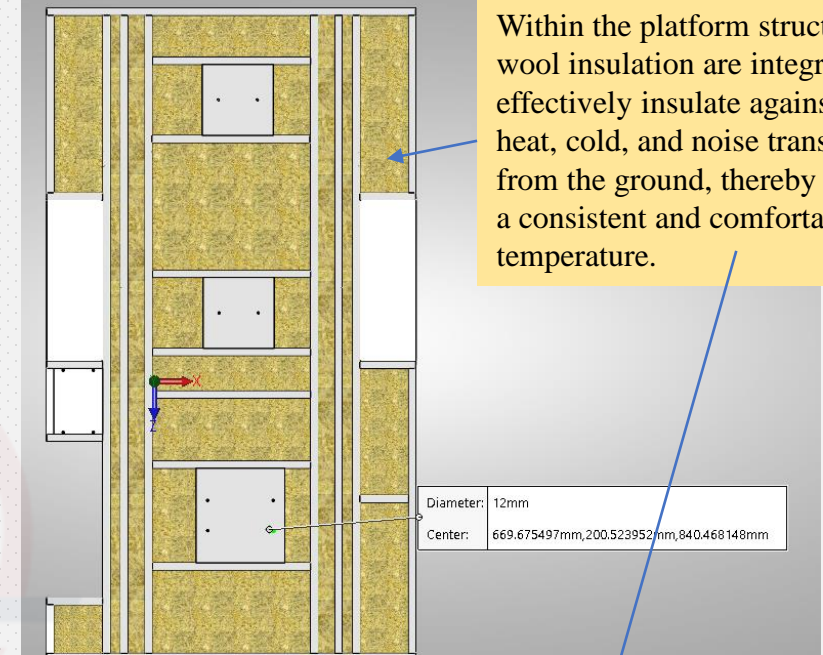 Within the platform struct
wool insulation are integr
effectively insulate agains
heat, cold, and noise trans
from the ground, thereby
a consistent and comforta
temperature.
X
Z
Diameter: 12mm
Center: 669.675497mm,200.523952mm,840.468148mm